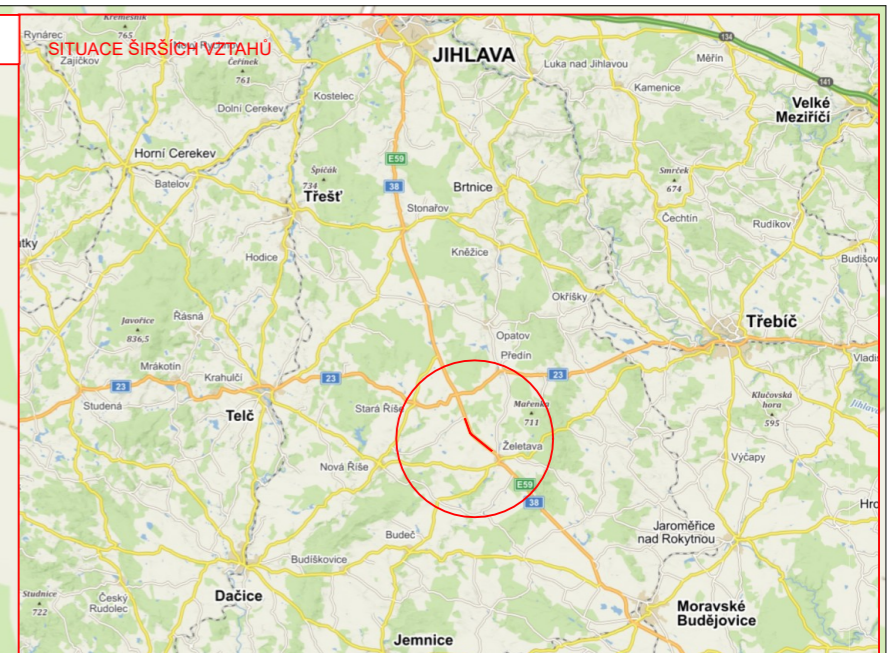 Křemešník
765
Rynárec
SITUACE ŠIRŠÍCH VZTAHŮ
Zajíčkov
Čeřínek
761
JIHLAVA
Luka nad Jihlavou
134
Měřín
141
Kamenice
Velké
Meziříčí
Kostelec
Dolní Cerekev
Horní Cerekev
E59
38
Batelov
Špičák
734
Třešť
Brtnice
Smrček
674
Stonařov
Čechtín
Rudíkov
Kněžice
Hodice
Budišov
Okříšky
Javořice
836,5
Řásná
Třebíč
Opatov
Předín
Mrákotín
Krahulčí
23
23
23
Studená
Telč
Stará Říše
Mařenka
711
Klučovská
hora
595
Jihlava
Želetava
Výčapy
Nová Říše
E59
38
Budeč
Jaroměřice
nad Rokytnou
Budíškovice
Studnice
722
Český
Rudolec
Dačice
Moravské
Budějovice
Jemnice